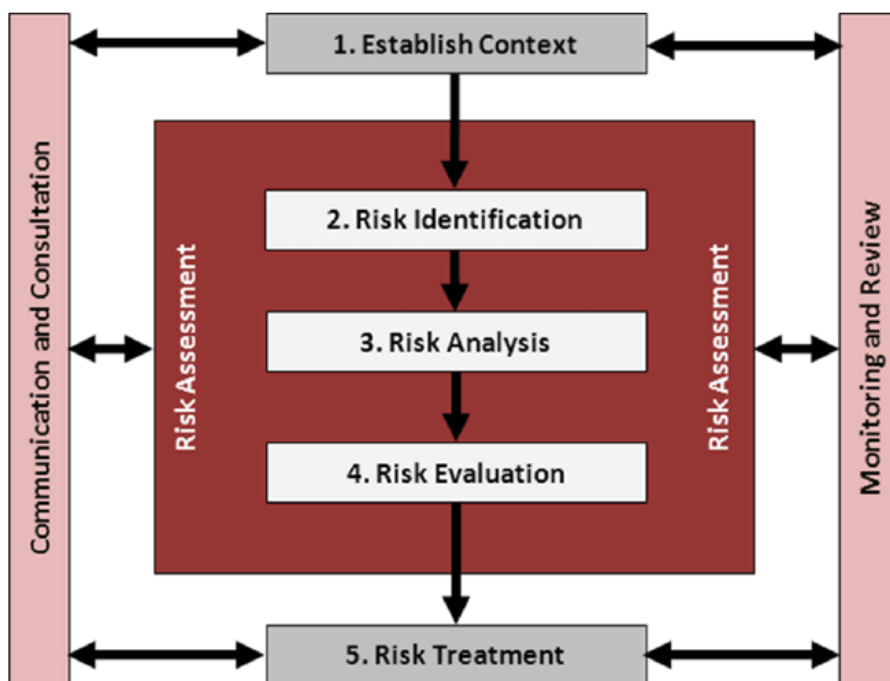 1. Establish Context
Communication and Consultation
Risk Assessment
2. Risk Identification
3. Risk Analysis
4. Risk Evaluation
Risk Assessment
Monitoring and Review
5. Risk Treatment